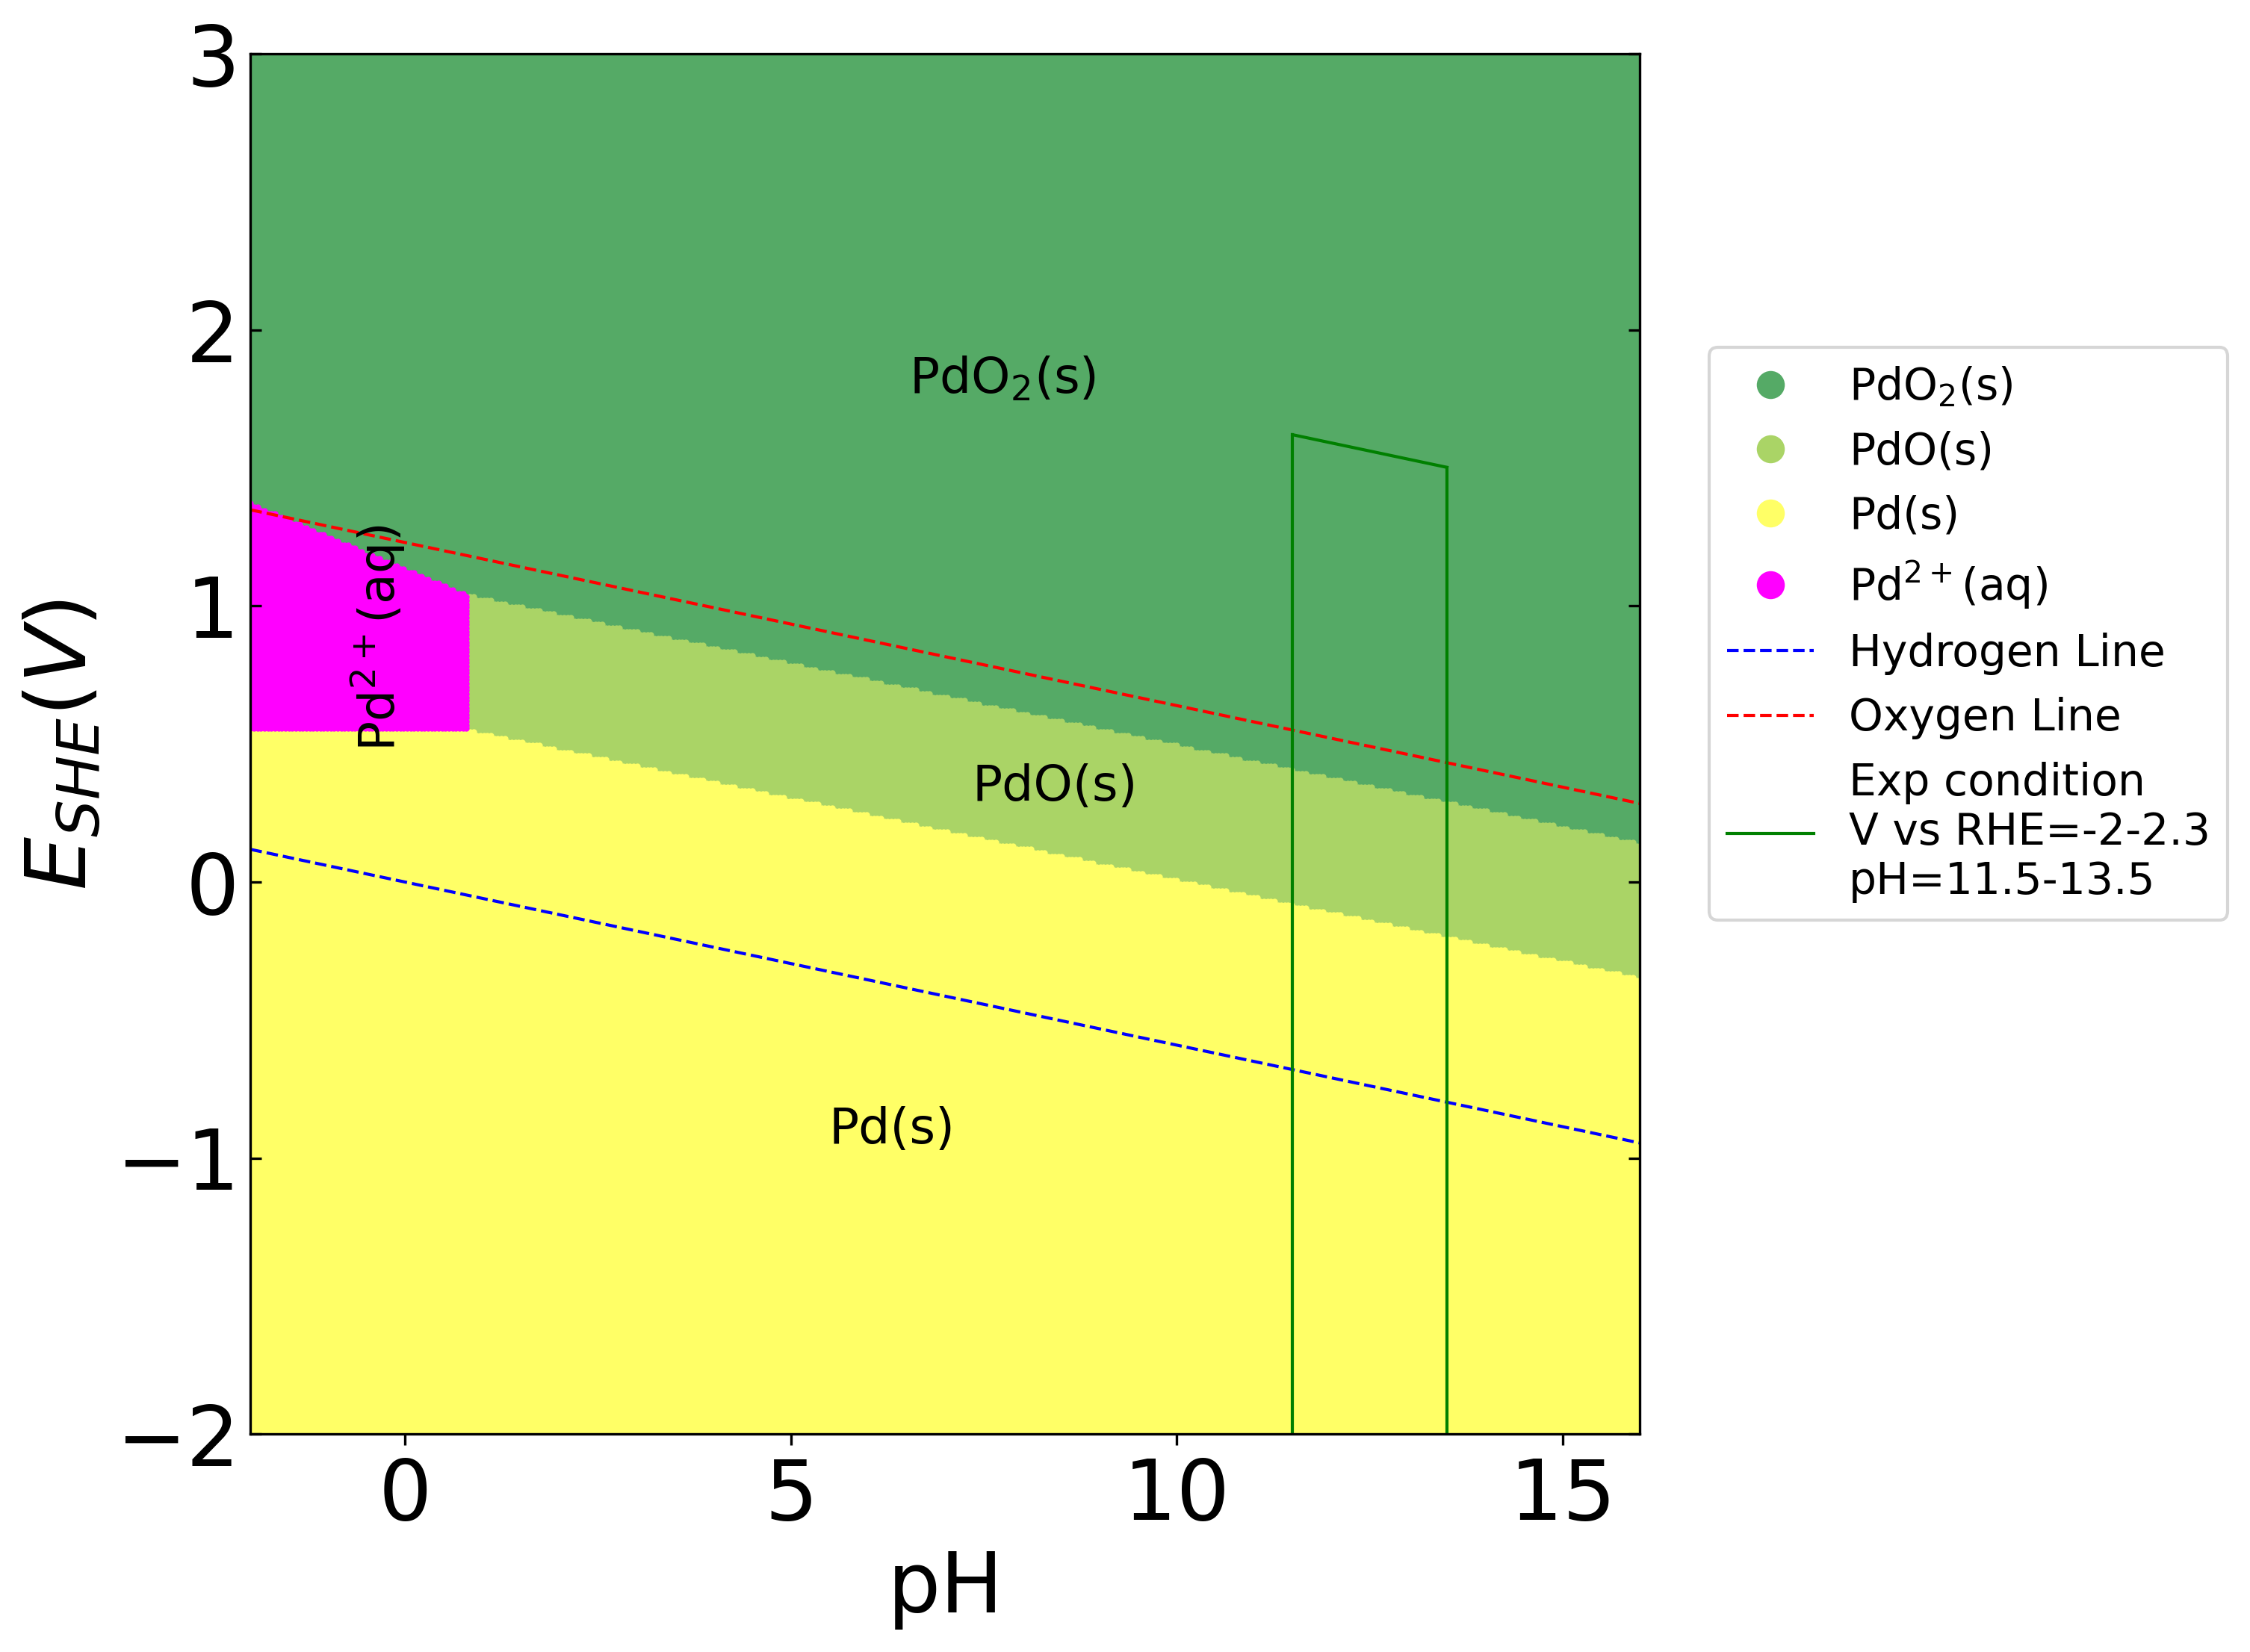 3
2
1
0
−1
−2
E_SHE(V)
0 5 10 15
pH
PdO₂(s)
Pd²⁺(aq)
PdO(s)
Pd(s)
PdO₂(s)
PdO(s)
Pd(s)
Pd²⁺(aq)
Hydrogen Line
Oxygen Line
Exp condition
V vs RHE=-2-2.3
pH=11.5-13.5